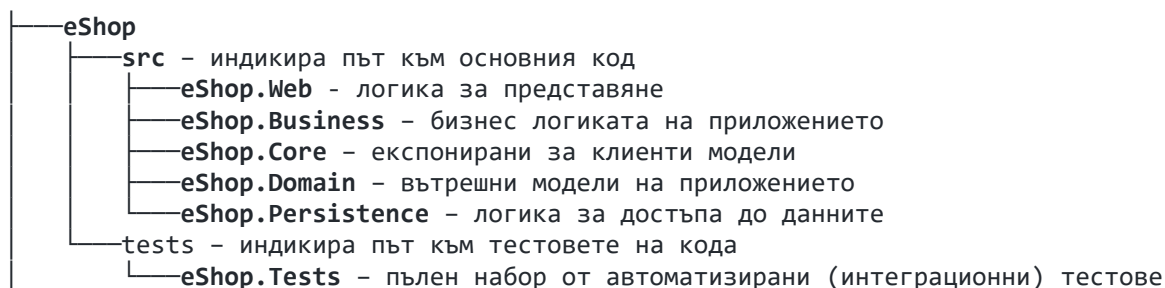 ├───eShop
│   ├───src – индикира път към основния код
│   │   ├───eShop.Web - логика за представяне
│   │   ├───eShop.Business – бизнес логиката на приложението
│   │   ├───eShop.Core – експонирани за клиенти модели
│   │   ├───eShop.Domain – вътрешни модели на приложението
│   │   └───eShop.Persistence – логика за достъпа до данните
│   └───tests – индикира път към тестовете на кода
│       └───eShop.Tests – пълен набор от автоматизирани (интеграционни) тестове